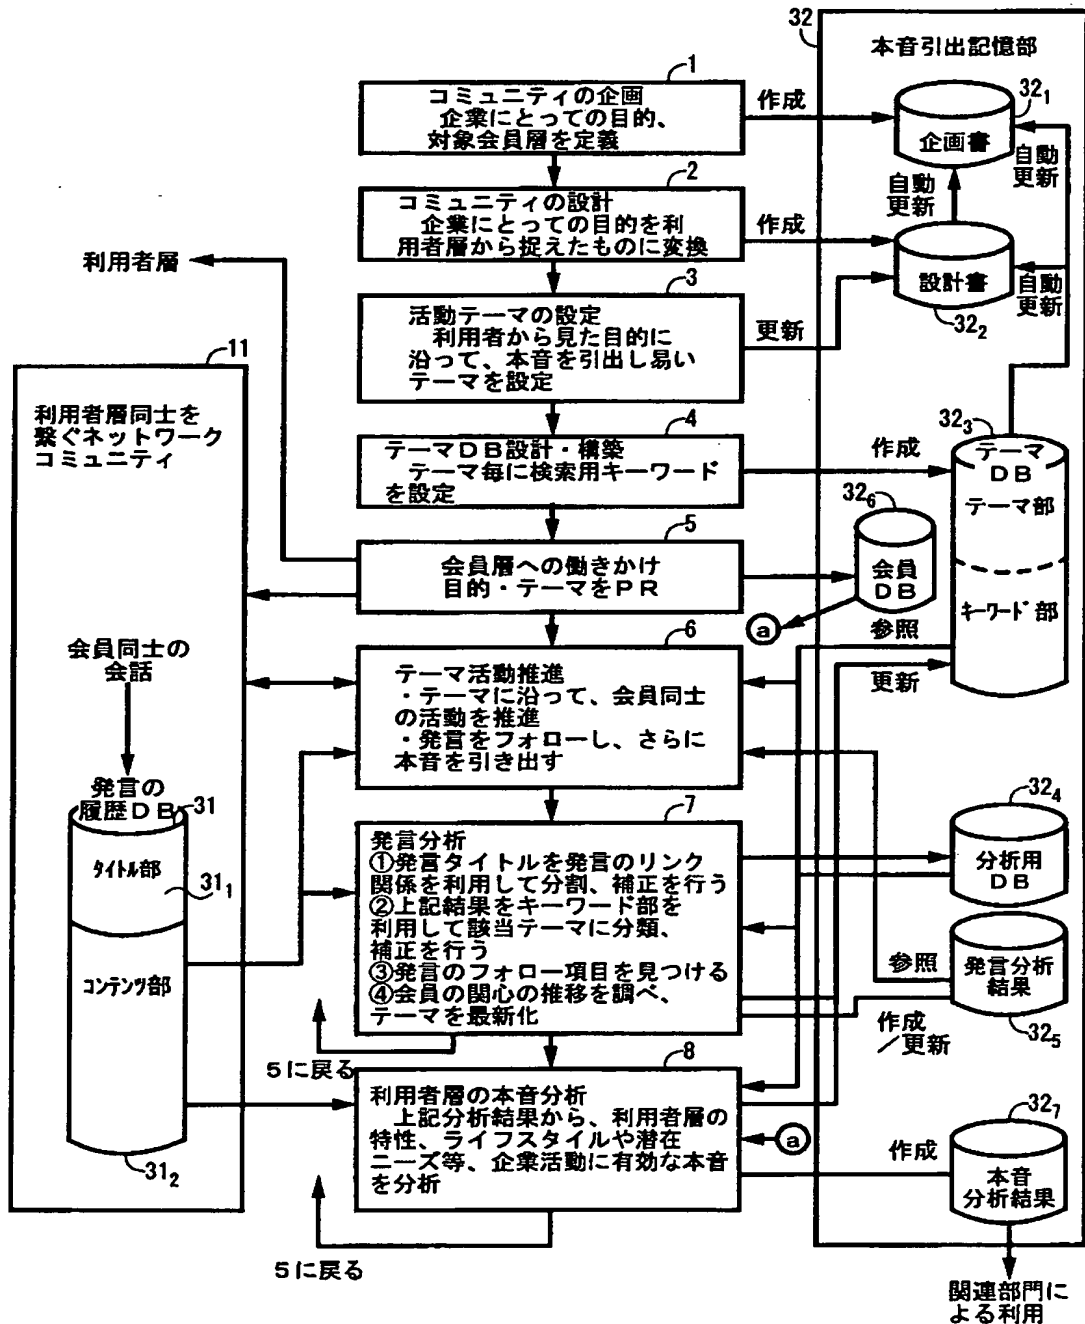 32
本音引出記憶部
1
コミュニティの企画
企業にとっての目的、
対象会員層を定義
作成
32₁
企画書
自動
更新
自動
更新
2
コミュニティの設計
企業にとっての目的を利
用者層から捉えたものに変換
作成
設計書
32₂
自動
更新
利用者層
3
活動テーマの設定
利用者から見た目的に
沿って、本音を引出し易い
テーマを設定
更新
11
利用者層同士を
繋ぐネットワーク
コミュニティ
4
テーマDB設計・構築
テーマ毎に検索用キーワード
を設定
作成
32₃
テーマ
DB
テーマ部
キーワード部
32₆
会員
DB
5
会員層への働きかけ
目的・テーマをPR
ⓐ
参照
更新
会員同士の
会話
6
テーマ活動推進
・テーマに沿って、会員同士
の活動を推進
・発言をフォローし、さらに
本音を引き出す
発言の
履歴DB
31
タイトル部
31₁
コンテンツ部
31₂
7
発言分析
①発言タイトルを発言のリンク
関係を利用して分割、補正を行う
②上記結果をキーワード部を
利用して該当テーマに分類、
補正を行う
③発言のフォロー項目を見つける
④会員の関心の推移を調べ、
テーマを最新化
32₄
分析用
DB
参照
発言分析
結果
32₅
作成
／更新
5に戻る
8
利用者層の本音分析
上記分析結果から、利用者層の
特性、ライフスタイルや潜在
ニーズ等、企業活動に有効な本音
を分析
ⓐ
作成
32₇
本音
分析結果
5に戻る
関連部門に
よる利用